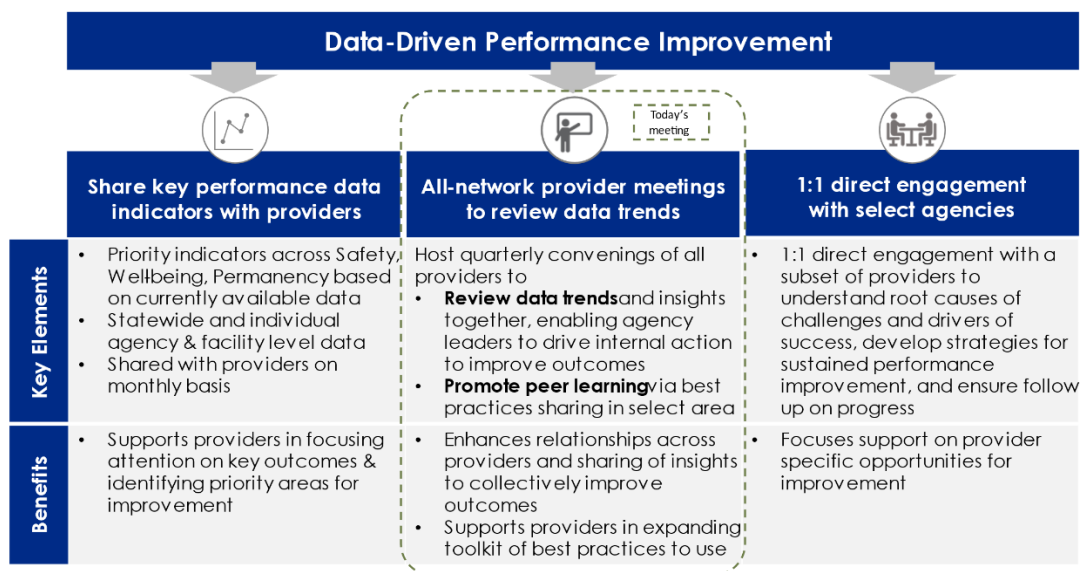 Data-Driven Performance Improvement
Today's
meeting
Share key performance data
indicators with providers
All-network provider meetings
to review data trends
1:1 direct engagement
with select agencies
Key Elements
• Priority indicators across Safety,
Well-being, Permanency based
on currently available data
• Statewide and individual
agency & facility level data
• Shared with providers on
monthly basis
Host quarterly convenings of all
providers to
• Review data trends and insights
together, enabling agency
leaders to drive internal action
to improve outcomes
• Promote peer learning via best
practices sharing in select area
• 1:1 direct engagement with a
subset of providers to
understand root causes of
challenges and drivers of
success, develop strategies for
sustained performance
improvement, and ensure follow
up on progress
Benefits
• Supports providers in focusing
attention on key outcomes &
identifying priority areas for
improvement
• Enhances relationships across
providers and sharing of insights
to collectively improve
outcomes
• Supports providers in expanding
toolkit of best practices to use
• Focuses support on provider
specific opportunities for
improvement